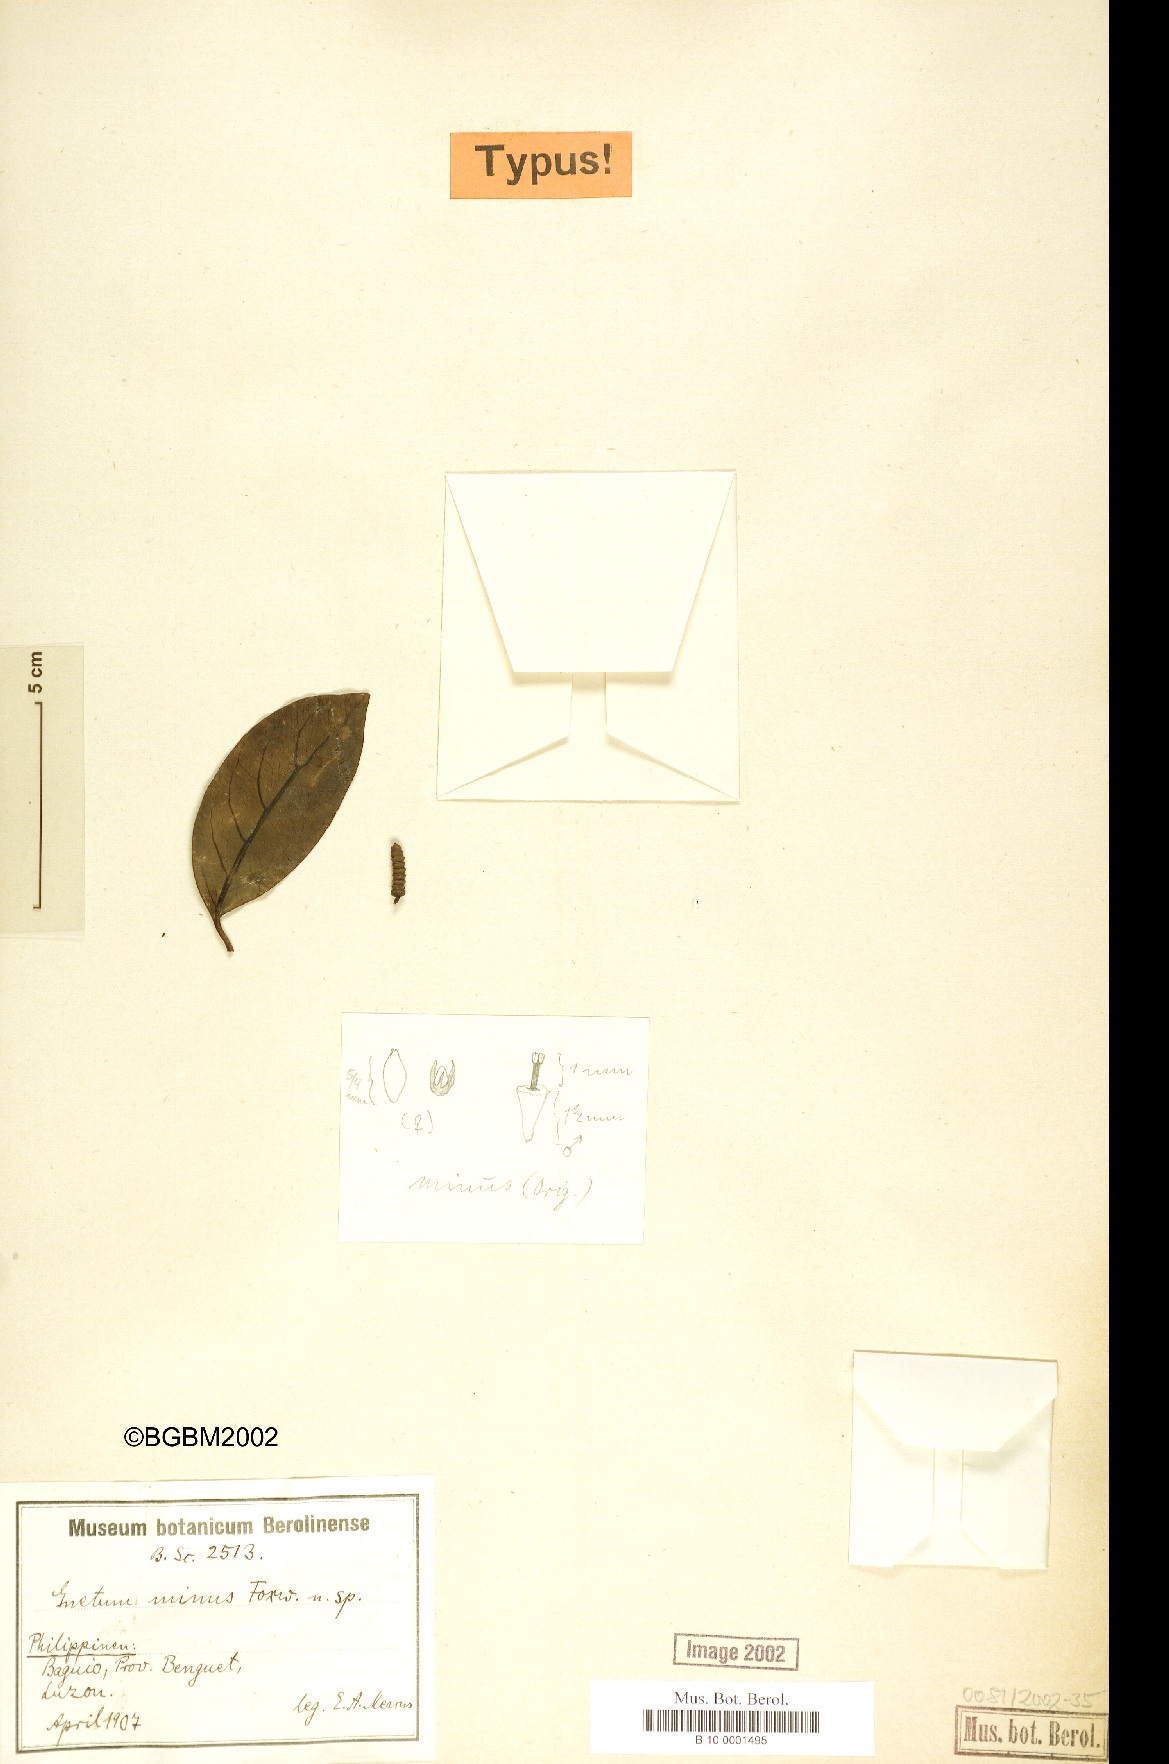 Typus!
5 cm
5/4 1 mm
mm
(♀) 1½ mm
♂
minus (Orig.)
©BGBM2002
Museum botanicum Berolinense
B. Sc. 2513.
Gnetum minus Foxw. n. sp.
Philippinen:
Baguio, Prov. Benguet,
Luzon.
leg. E. A. Mearns
April 1907
Image 2002
Mus. Bot. Berol.
B 10 0001495
0051/2002-35
Mus. bot. Berol.